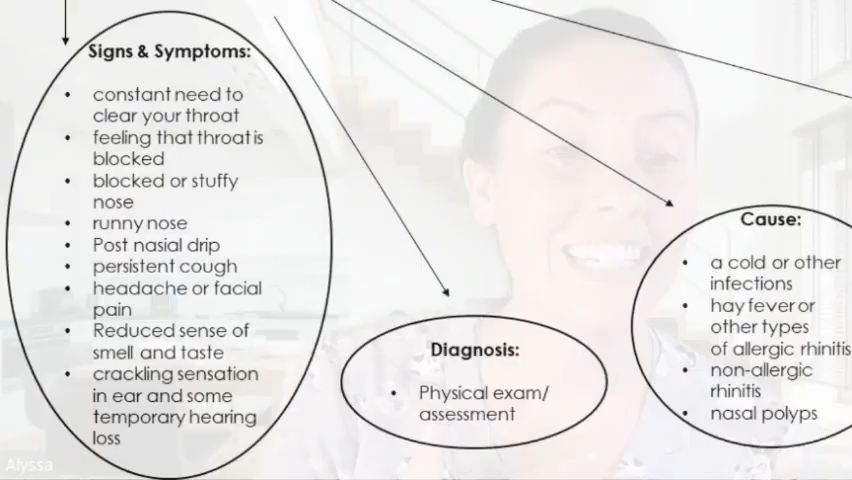 Signs & Symptoms:
• constant need to
clear your throat
• feeling that throat is
blocked
• blocked or stuffy
nose
• runny nose
• Post nasial drip
• persistent cough
• headache or facial
pain
• Reduced sense of
smell and taste
• crackling sensation
in ear and some
temporary hearing
loss
Diagnosis:
• Physical exam/
assessment
Cause:
• a cold or other
infections
• hay fever or
other types
of allergic rhinitis
• non-allergic
rhinitis
• nasal polyps
Alyssa